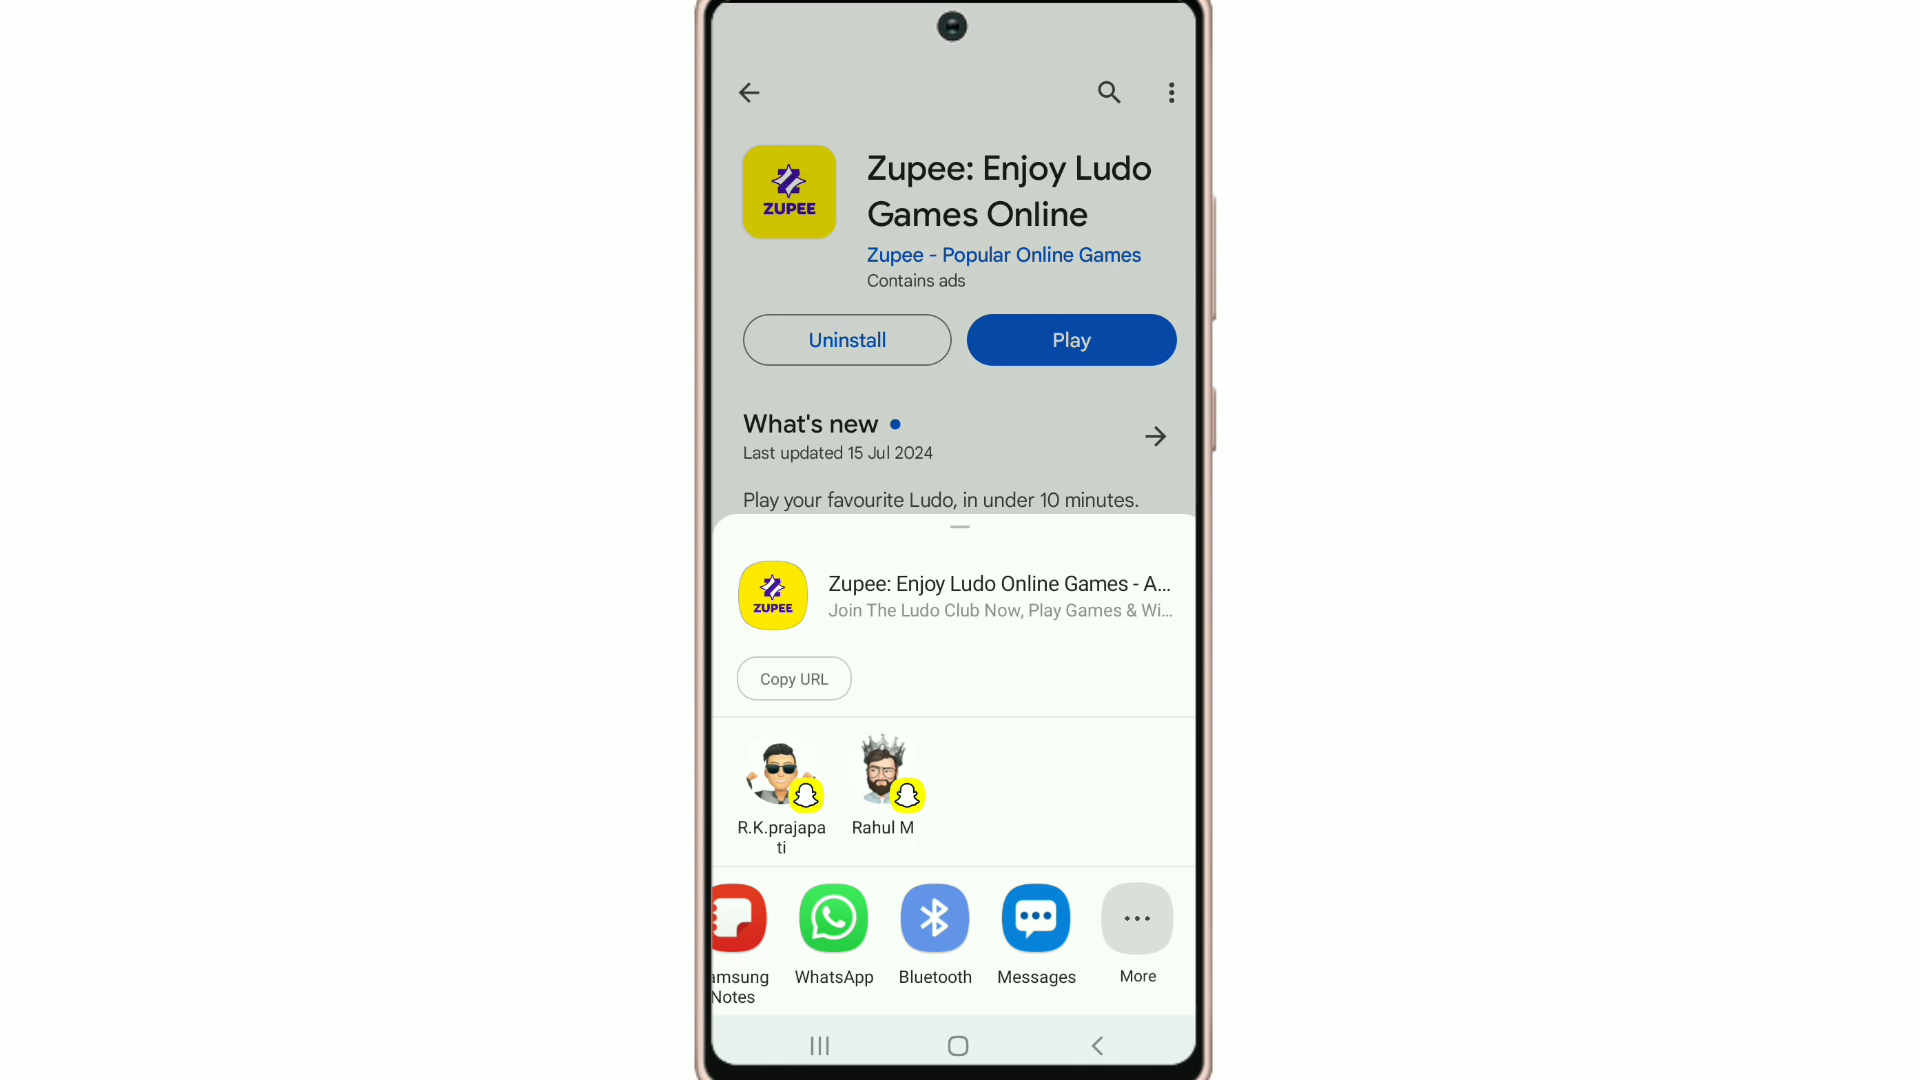 ZUPEE
Zupee: Enjoy Ludo
Games Online
Zupee - Popular Online Games
Contains ads
Uninstall
Play
What's new
Last updated 15 Jul 2024
Play your favourite Ludo, in under 10 minutes.
ZUPEE
Zupee: Enjoy Ludo Online Games - A...
Join The Ludo Club Now, Play Games & Wi...
Copy URL
R.K.prajapa
ti
Rahul M
amsung
Notes
WhatsApp
Bluetooth
Messages
More